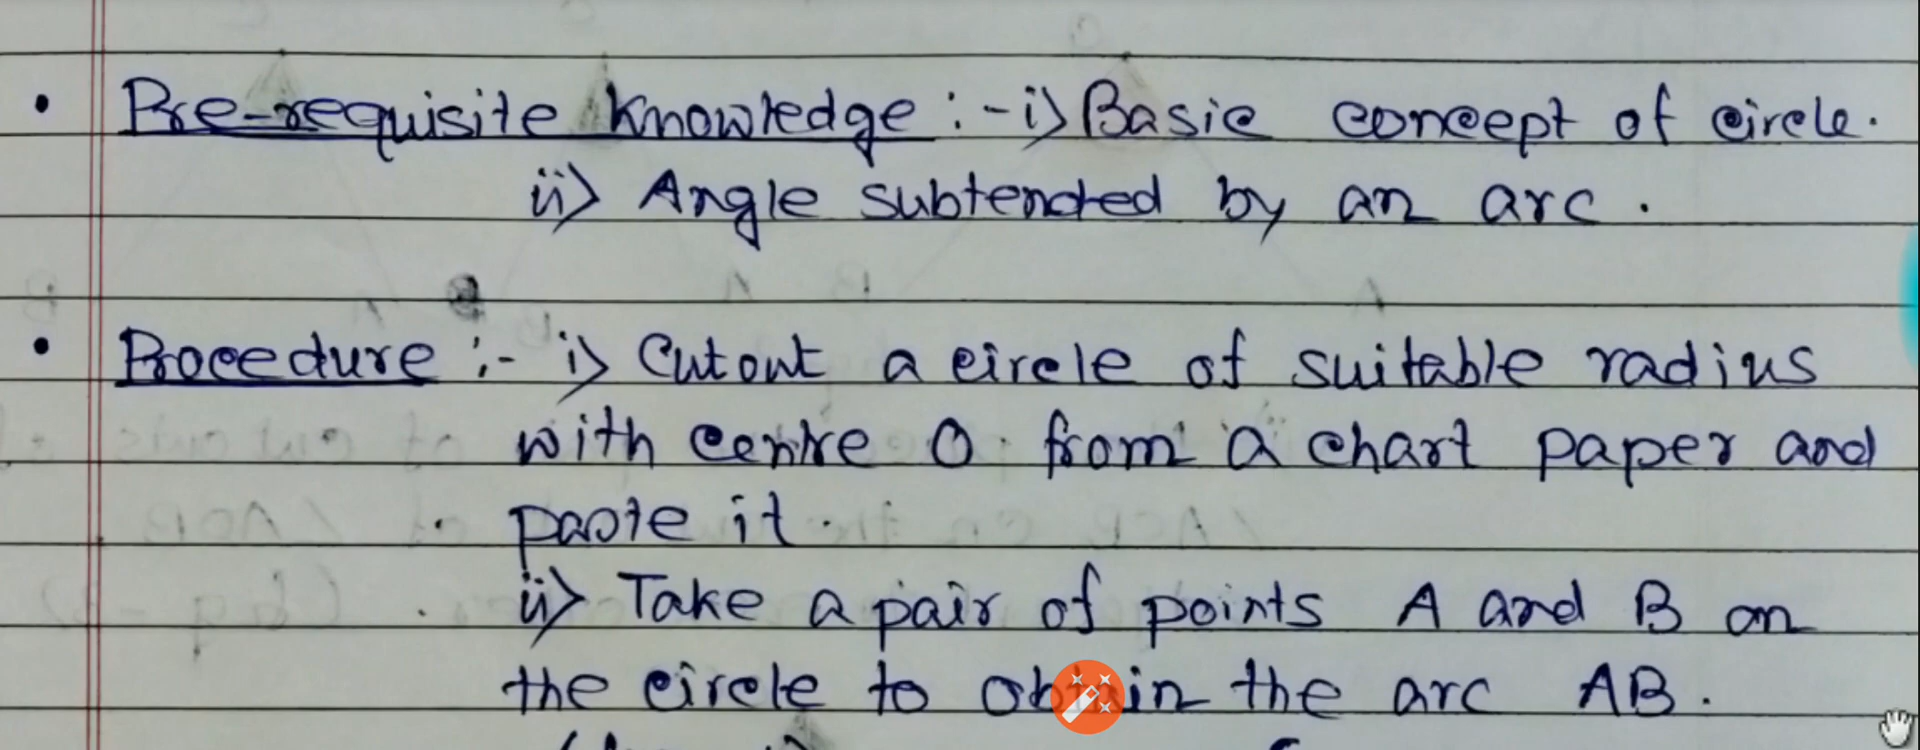 • Pre-requisite knowledge :- i> Basic concept of circle.
ii> Angle subtended by an arc.
• Procedure :- i> Cutout a circle of suitable radius
with centre O from a chart paper and
paste it.
ii> Take a pair of points A and B on
the circle to obtain the arc AB.